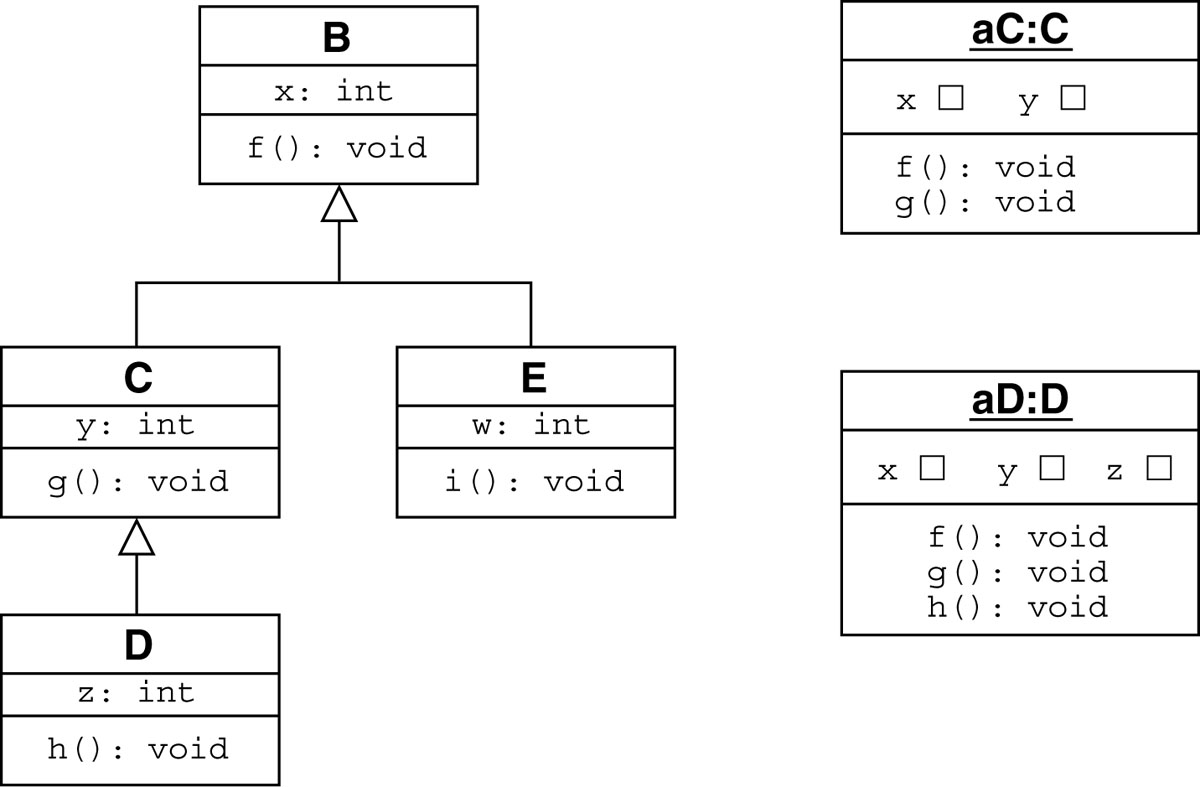 B
x: int
f(): void
C
y: int
g(): void
E
w: int
i(): void
D
z: int
h(): void
aC:C
x y
f(): void
g(): void
aD:D
x y z
f(): void
g(): void
h(): void